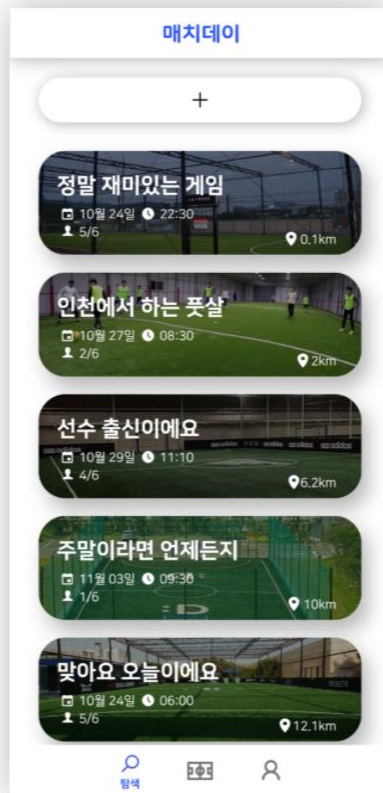 매치데이
+
정말 재미있는 게임
10월 24일 22:30
5/6
0.1km
인천에서 하는 풋살
10월 27일 08:30
2/6
2km
선수 출신이에요
10월 29일 11:10
4/6
6.2km
주말이라면 언제든지
11월 03일 09:30
1/6
10km
맞아요 오늘이에요
10월 24일 06:00
5/6
12.1km
탐색